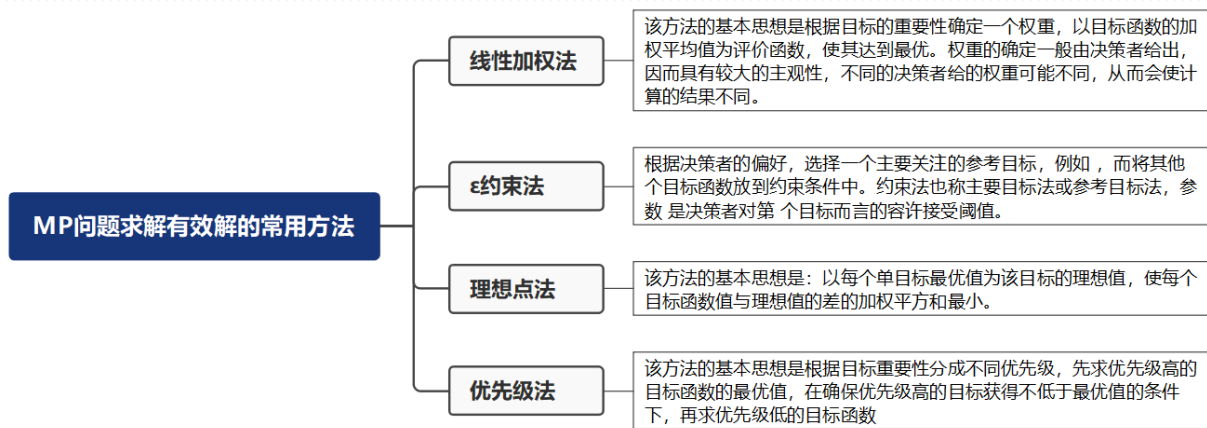 MP问题求解有效解的常用方法
线性加权法
该方法的基本思想是根据目标的重要性确定一个权重，以目标函数的加
权平均值为评价函数，使其达到最优。权重的确定一般由决策者给出，
因而具有较大的主观性，不同的决策者给的权重可能不同，从而会使计
算的结果不同。
ε约束法
根据决策者的偏好，选择一个主要关注的参考目标，例如 ，而将其他
个目标函数放到约束条件中。约束法也称主要目标法或参考目标法，参
数 是决策者对第 个目标而言的容许接受阈值。
理想点法
该方法的基本思想是：以每个单目标最优值为该目标的理想值，使每个
目标函数值与理想值的差的加权平方和最小。
优先级法
该方法的基本思想是根据目标重要性分成不同优先级，先求优先级高的
目标函数的最优值，在确保优先级高的目标获得不低于最优值的条件
下，再求优先级低的目标函数